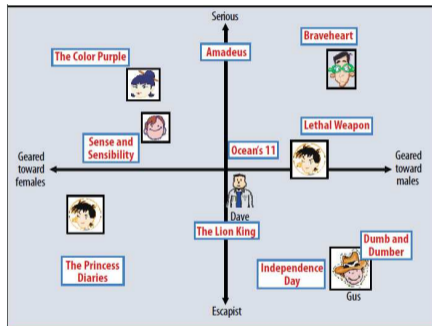 Serious
Braveheart
Amadeus
The Color Purple
Lethal Weapon
Sense and
Sensibility
Ocean's 11
Geared
toward
females
Geared
toward
males
Dave
The Lion King
Dumb and
Dumber
The Princess
Diaries
Independence
Day
Gus
Escapist